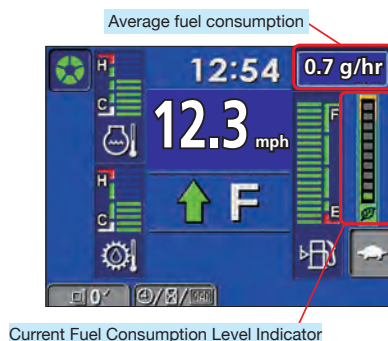 Average fuel consumption
H
12:54
0.7 g/hr
C
12.3 mph
F
H
F
C
E
0
Current Fuel Consumption Level Indicator